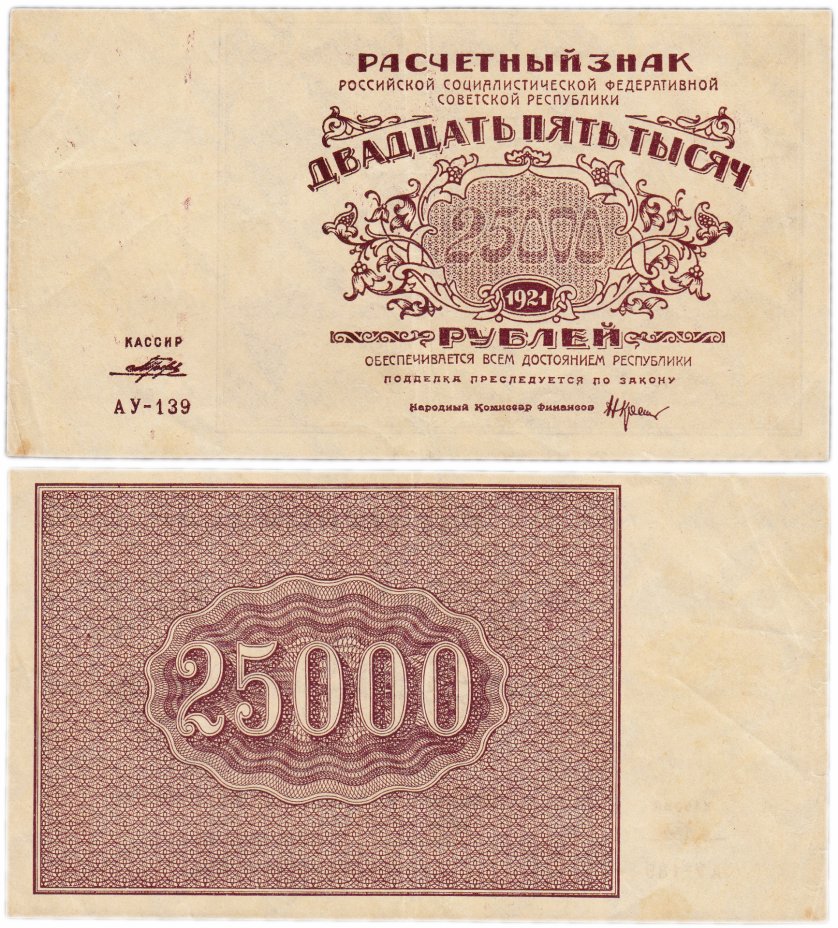 РАСЧЕТНЫЙ ЗНАК
РОССИЙСКОЙ СОЦИАЛИСТИЧЕСКОЙ ФЕДЕРАТИВНОЙ
СОВЕТСКОЙ РЕСПУБЛИКИ
ДВАДЦАТЬ ПЯТЬ ТЫСЯЧ
25000
1921
РУБЛЕЙ
ОБЕСПЕЧИВАЕТСЯ ВСЕМ ДОСТОЯНИЕМ РЕСПУБЛИКИ
ПОДДЕЛКА ПРЕСЛЕДУЕТСЯ ПО ЗАКОНУ
Народный Комиссар Финансов
КАССИР
АУ-139
25000